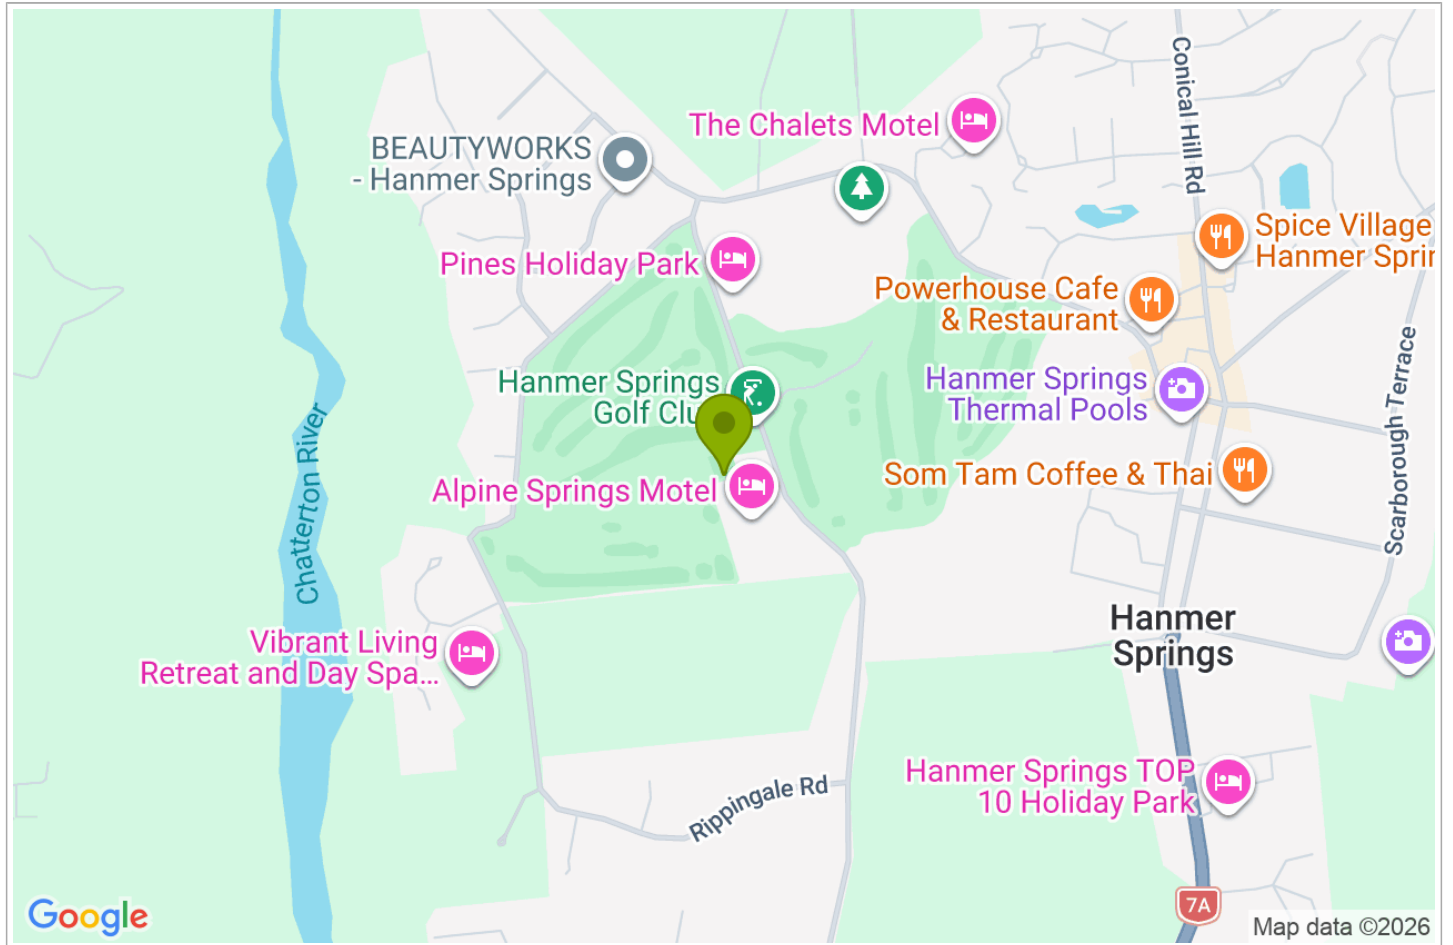 Conical Hill Rd
The Chalets Motel
BEAUTYWORKS
- Hanmer Springs
Spice Village
Hanmer Sprin
Pines Holiday Park
Powerhouse Cafe
& Restaurant
Hanmer Springs
Golf Clu
Hanmer Springs
Thermal Pools
Scarborough Terrace
Chatterton River
Alpine Springs Motel
Som Tam Coffee & Thai
Hanmer
Springs
Vibrant Living
Retreat and Day Spa...
Rippingale Rd
Hanmer Springs TOP
10 Holiday Park
7A
Google
Map data ©2026